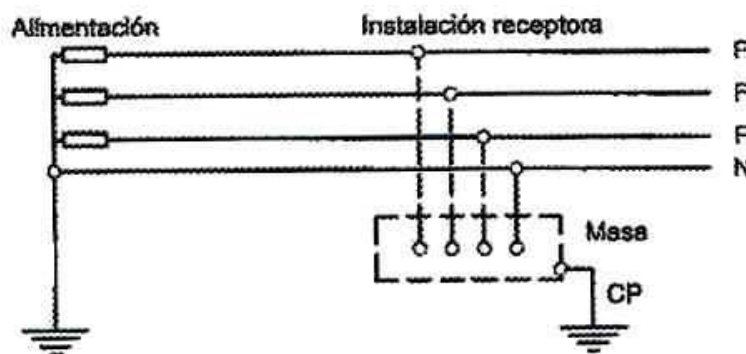 Alimentación
Instalación receptora
F
F
F
N
Masa
CP